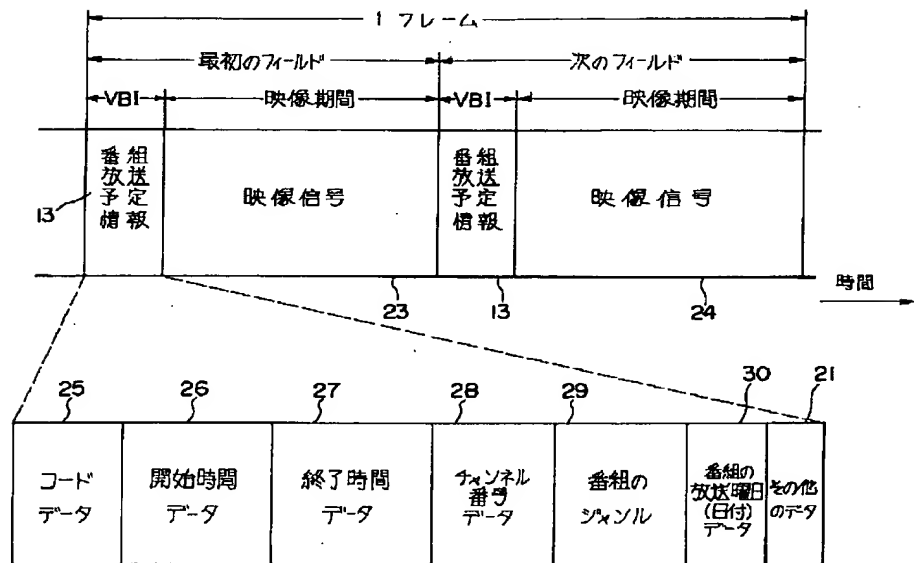 1 フレーム
最初のフィールド
次のフィールド
VBI
映像期間
VBI
映像期間
番組
放送
予定
情報
映像信号
番組
放送
予定
情報
映像信号
13
23
13
24
時間
25
26
27
28
29
30
21
コード
データ
開始時間
データ
終了時間
データ
チャンネル
番号
データ
番組の
ジャンル
番組の
放送曜日
(日付)
データ
その他
のデータ